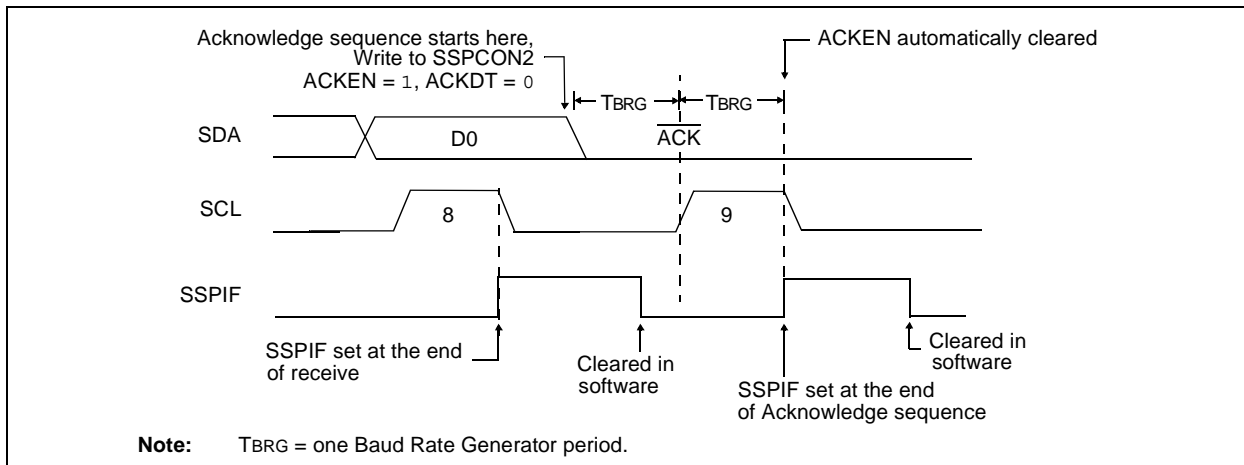 Acknowledge sequence starts here,
Write to SSPCON2
ACKEN = 1, ACKDT = 0
ACKEN automatically cleared
TBRG
TBRG
SDA
D0
ACK
SCL
8
9
SSPIF
SSPIF set at the end
of receive
Cleared in
software
SSPIF set at the end
of Acknowledge sequence
Cleared in
software
Note: TBRG = one Baud Rate Generator period.